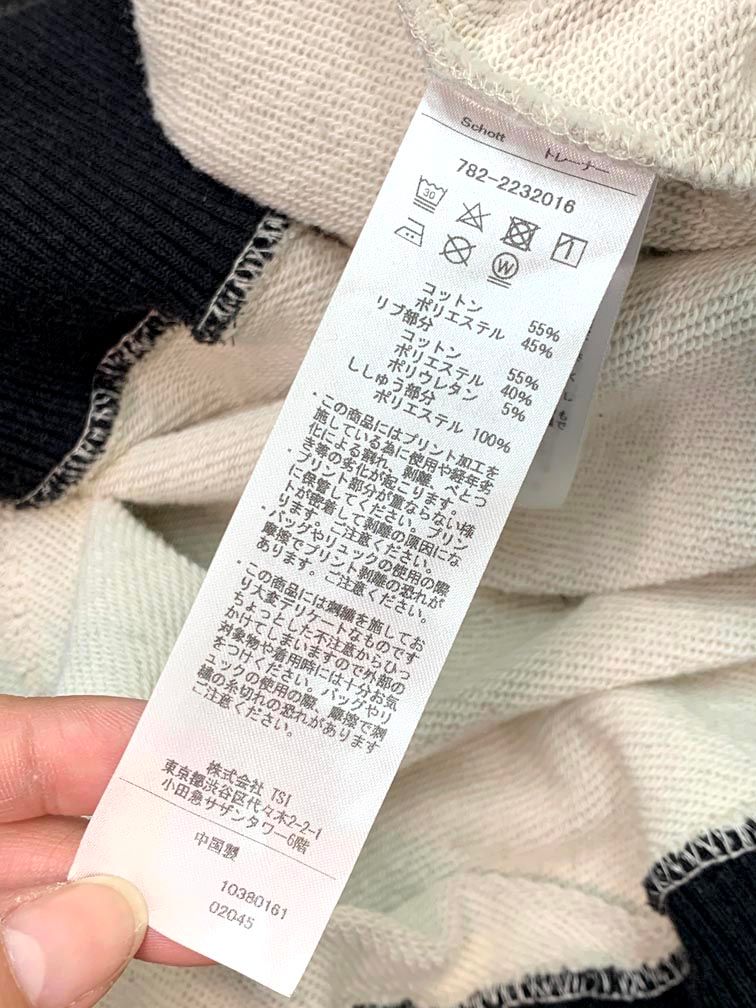 Schott トレーナー
782-2232016
30
W
コットン 55%
ポリエステル 45%
リブ部分
コットン 55%
ポリエステル 40%
ポリウレタン 5%
ししゅう部分
ポリエステル 100%
・この商品にはプリント加工を
施している為に使用や経年劣
化による割れ、剥離、べとつ
き等の劣化が起こります。
・プリント部分が重ならない様
に保管してください。プリン
トが密着して剥離の原因にな
ります。ご注意ください。
・バッグやリュックの使用の際
摩擦でプリント剥離の恐れが
あります。ご注意ください。
・この商品には刺繍を施してお
り大変デリケートなものです
ちょっとした不注意からひっ
かけてしまいますので外部の
対象物や着用時には十分お気
をつけください。バッグやリ
ュックの使用の際、摩擦で刺
繍の糸切れの恐れがあります
ご注意ください。
株式会社 TSI
東京都渋谷区代々木2-2-1
小田急サザンタワー6階
中国製
10380161
02045